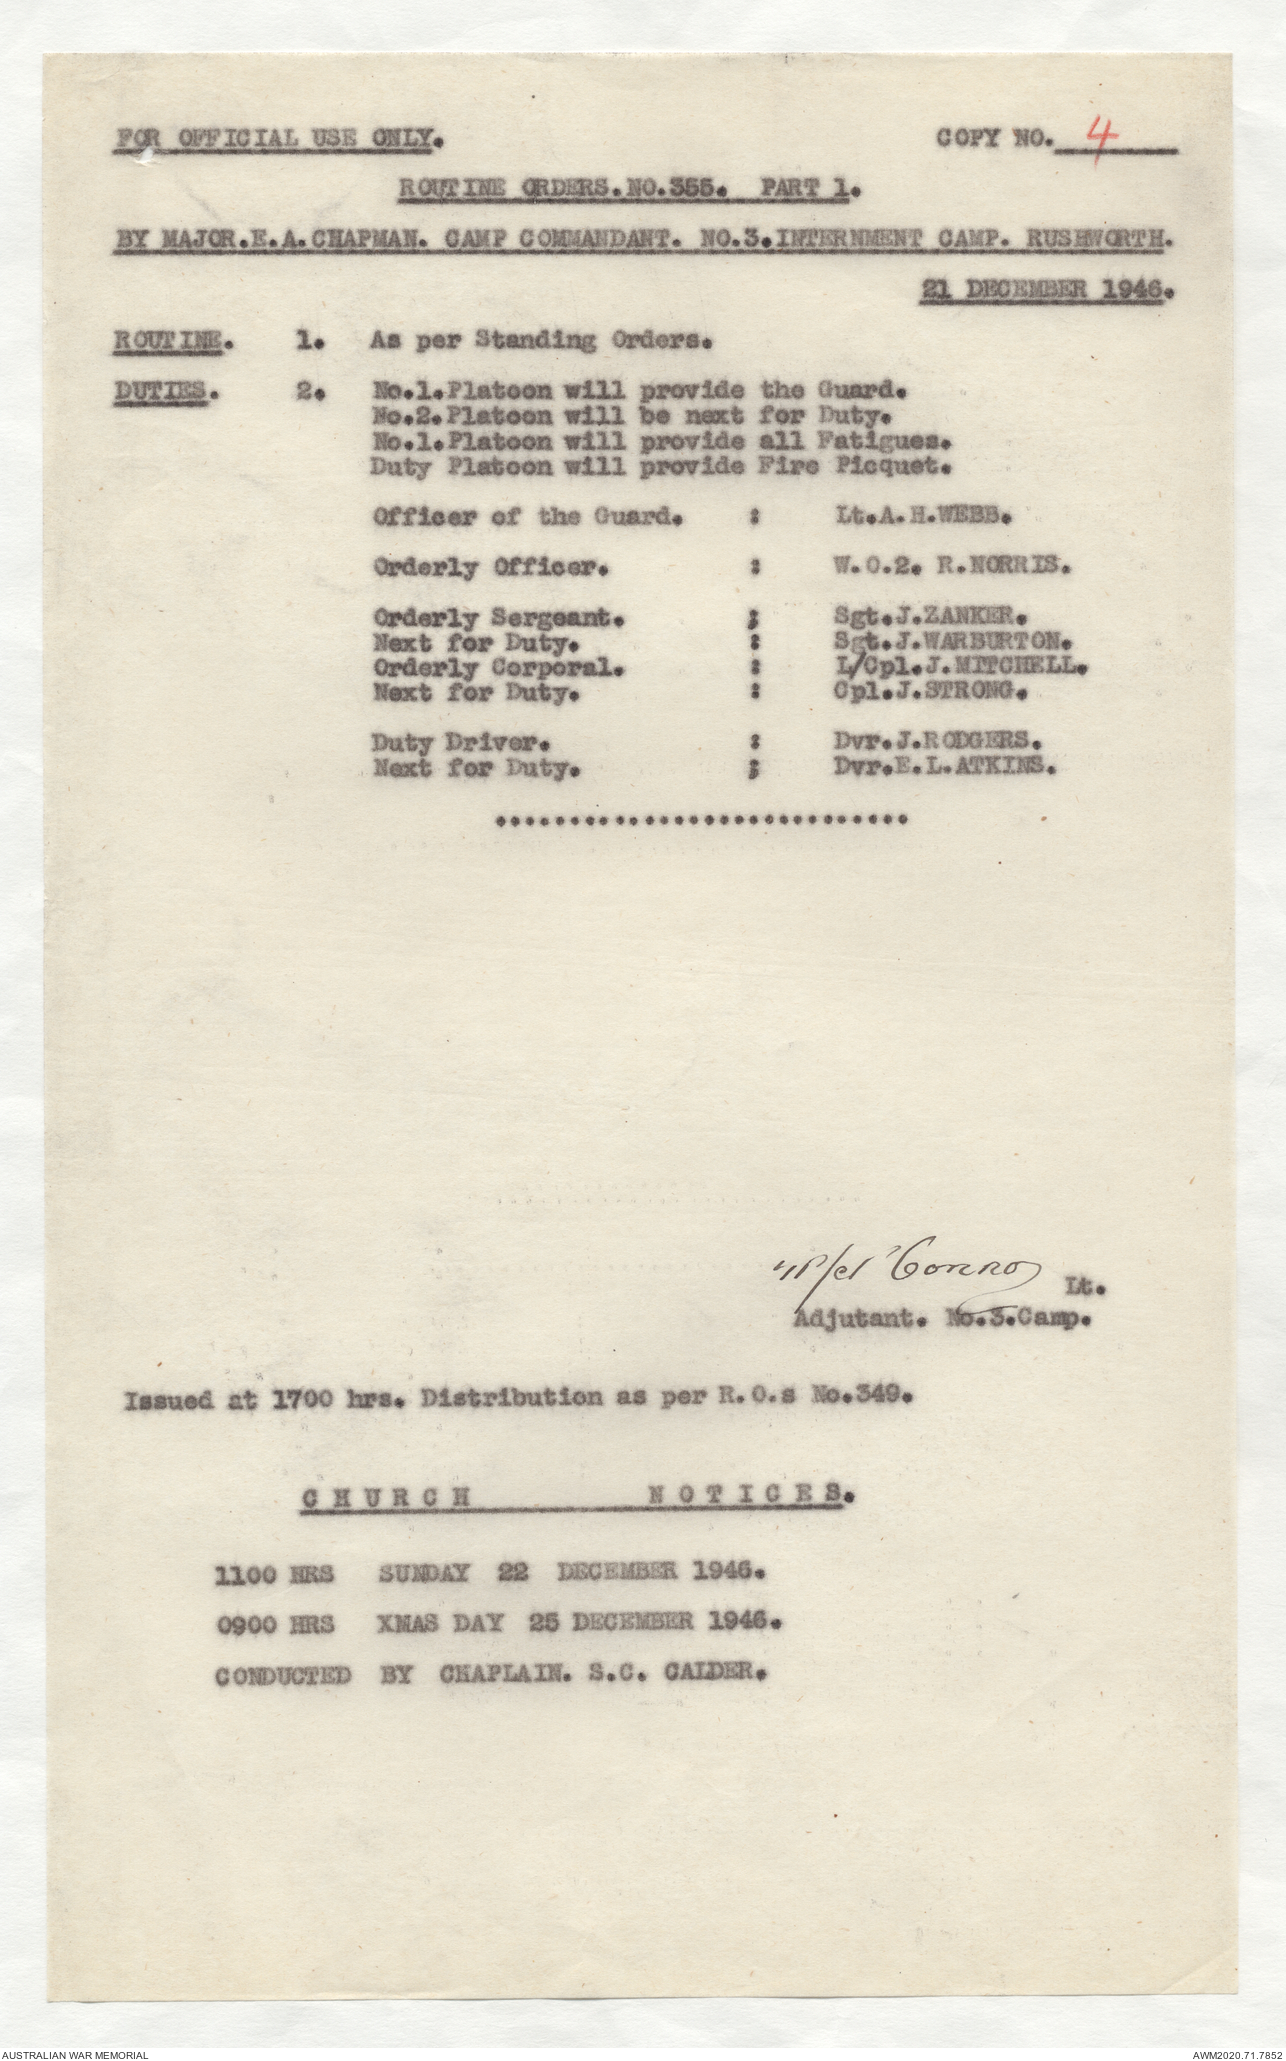 FOR OFFICIAL USE ONLY. COPY NO. 4
ROUTINE ORDERS.NO.355. PART 1.
BY MAJOR.E.A.CHAPMAN. CAMP COMMANDANT. NO.3.INTERNMENT CAMP. RUSHWORTH.
21 DECEMBER 1946.
ROUTINE. 1. As per Standing Orders.
DUTIES. 2. No.1.Platoon will provide the Guard.
No.2.Platoon will be next for Duty.
No.1.Platoon will provide all Fatigues.
Duty Platoon will provide Fire Picquet.
Officer of the Guard. : Lt.A.H.WEBB.
Orderly Officer. : W.O.2. R.NORRIS.
Orderly Sergeant. ; Sgt.J.ZANKER.
Next for Duty. : Sgt.J.WARBURTON.
Orderly Corporal. : L/Cpl.J.MITCHELL.
Next for Duty. : Cpl.J.STRONG.
Duty Driver. : Dvr.J.RODGERS.
Next for Duty. ; Dvr.E.L.ATKINS.
............................
Lt.
Adjutant. No.3.Camp.
Issued at 1700 hrs. Distribution as per R.O.s No.349.
C H U R C H N O T I C E S.
1100 HRS SUNDAY 22 DECEMBER 1946.
0900 HRS XMAS DAY 25 DECEMBER 1946.
CONDUCTED BY CHAPLAIN. S.C. CALDER.
AUSTRALIAN WAR MEMORIAL AWM2020.71.7852